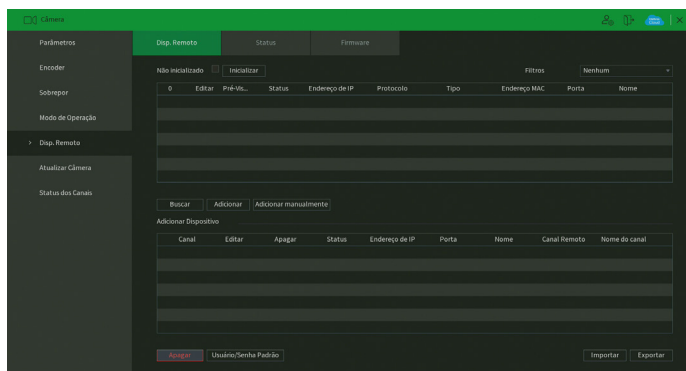 Câmera
Parâmetros
Encoder
Sobrepor
Modo de Operação
> Disp. Remoto
Atualizar Câmera
Status dos Canais
Disp. Remoto Status Firmware
Não inicializado Inicializar Filtros Nenhum
0 Editar Pré-Vis... Status Endereço de IP Protocolo Tipo Endereço MAC Porta Nome
Buscar Adicionar Adicionar manualmente
Adicionar Dispositivo
Canal Editar Apagar Status Endereço de IP Porta Nome Canal Remoto Nome do canal
Apagar Usuário/Senha Padrão Importar Exportar